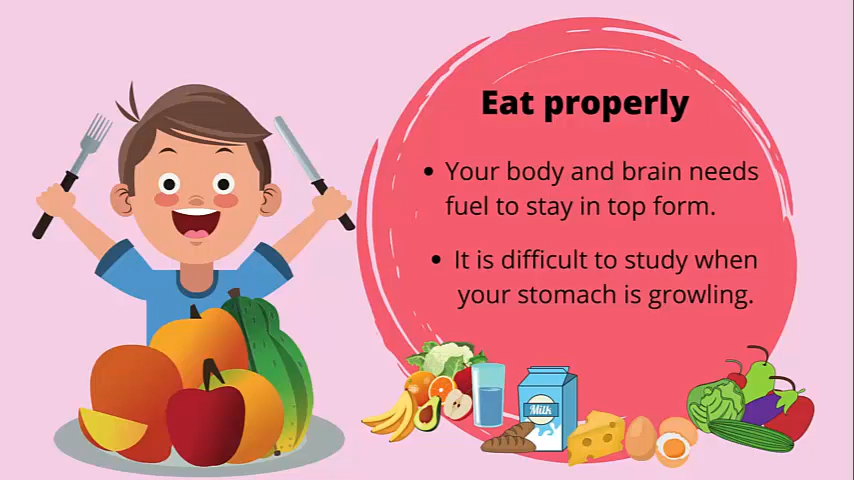 Eat properly
• Your body and brain needs
fuel to stay in top form.
• It is difficult to study when
your stomach is growling.
Milk